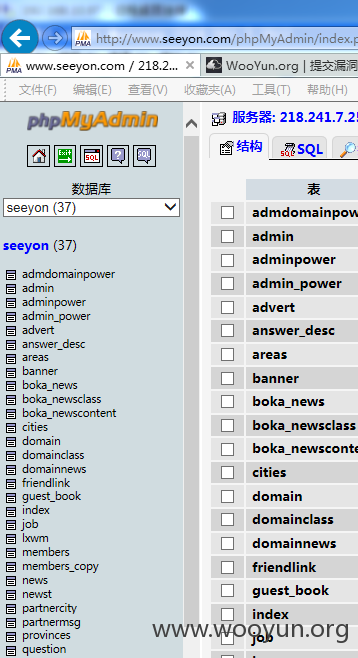 http://www.seeyon.com/phpMyAdmin/index.p
www.seeyon.com / 218.2...
WooYun.org | 提交漏洞
文件(F) 编辑(E) 查看(V) 收藏夹(A) 工具(T) 帮助(H)
phpMyAdmin
数据库
seeyon (37)
seeyon (37)
admdomainpower
admin
adminpower
admin_power
advert
answer_desc
areas
banner
boka_news
boka_newsclass
boka_newscontent
cities
domain
domainclass
domainnews
friendlink
guest_book
index
job
lxwm
members
members_copy
news
newst
partnercity
partnermsg
provinces
question
服务器: 218.241.7.25
结构 SQL
表
admdomainpow
admin
adminpower
admin_power
advert
answer_desc
areas
banner
boka_news
boka_newsclass
boka_newsconte
cities
domain
domainclass
domainnews
friendlink
guest_book
index
job
www.wooyun.org